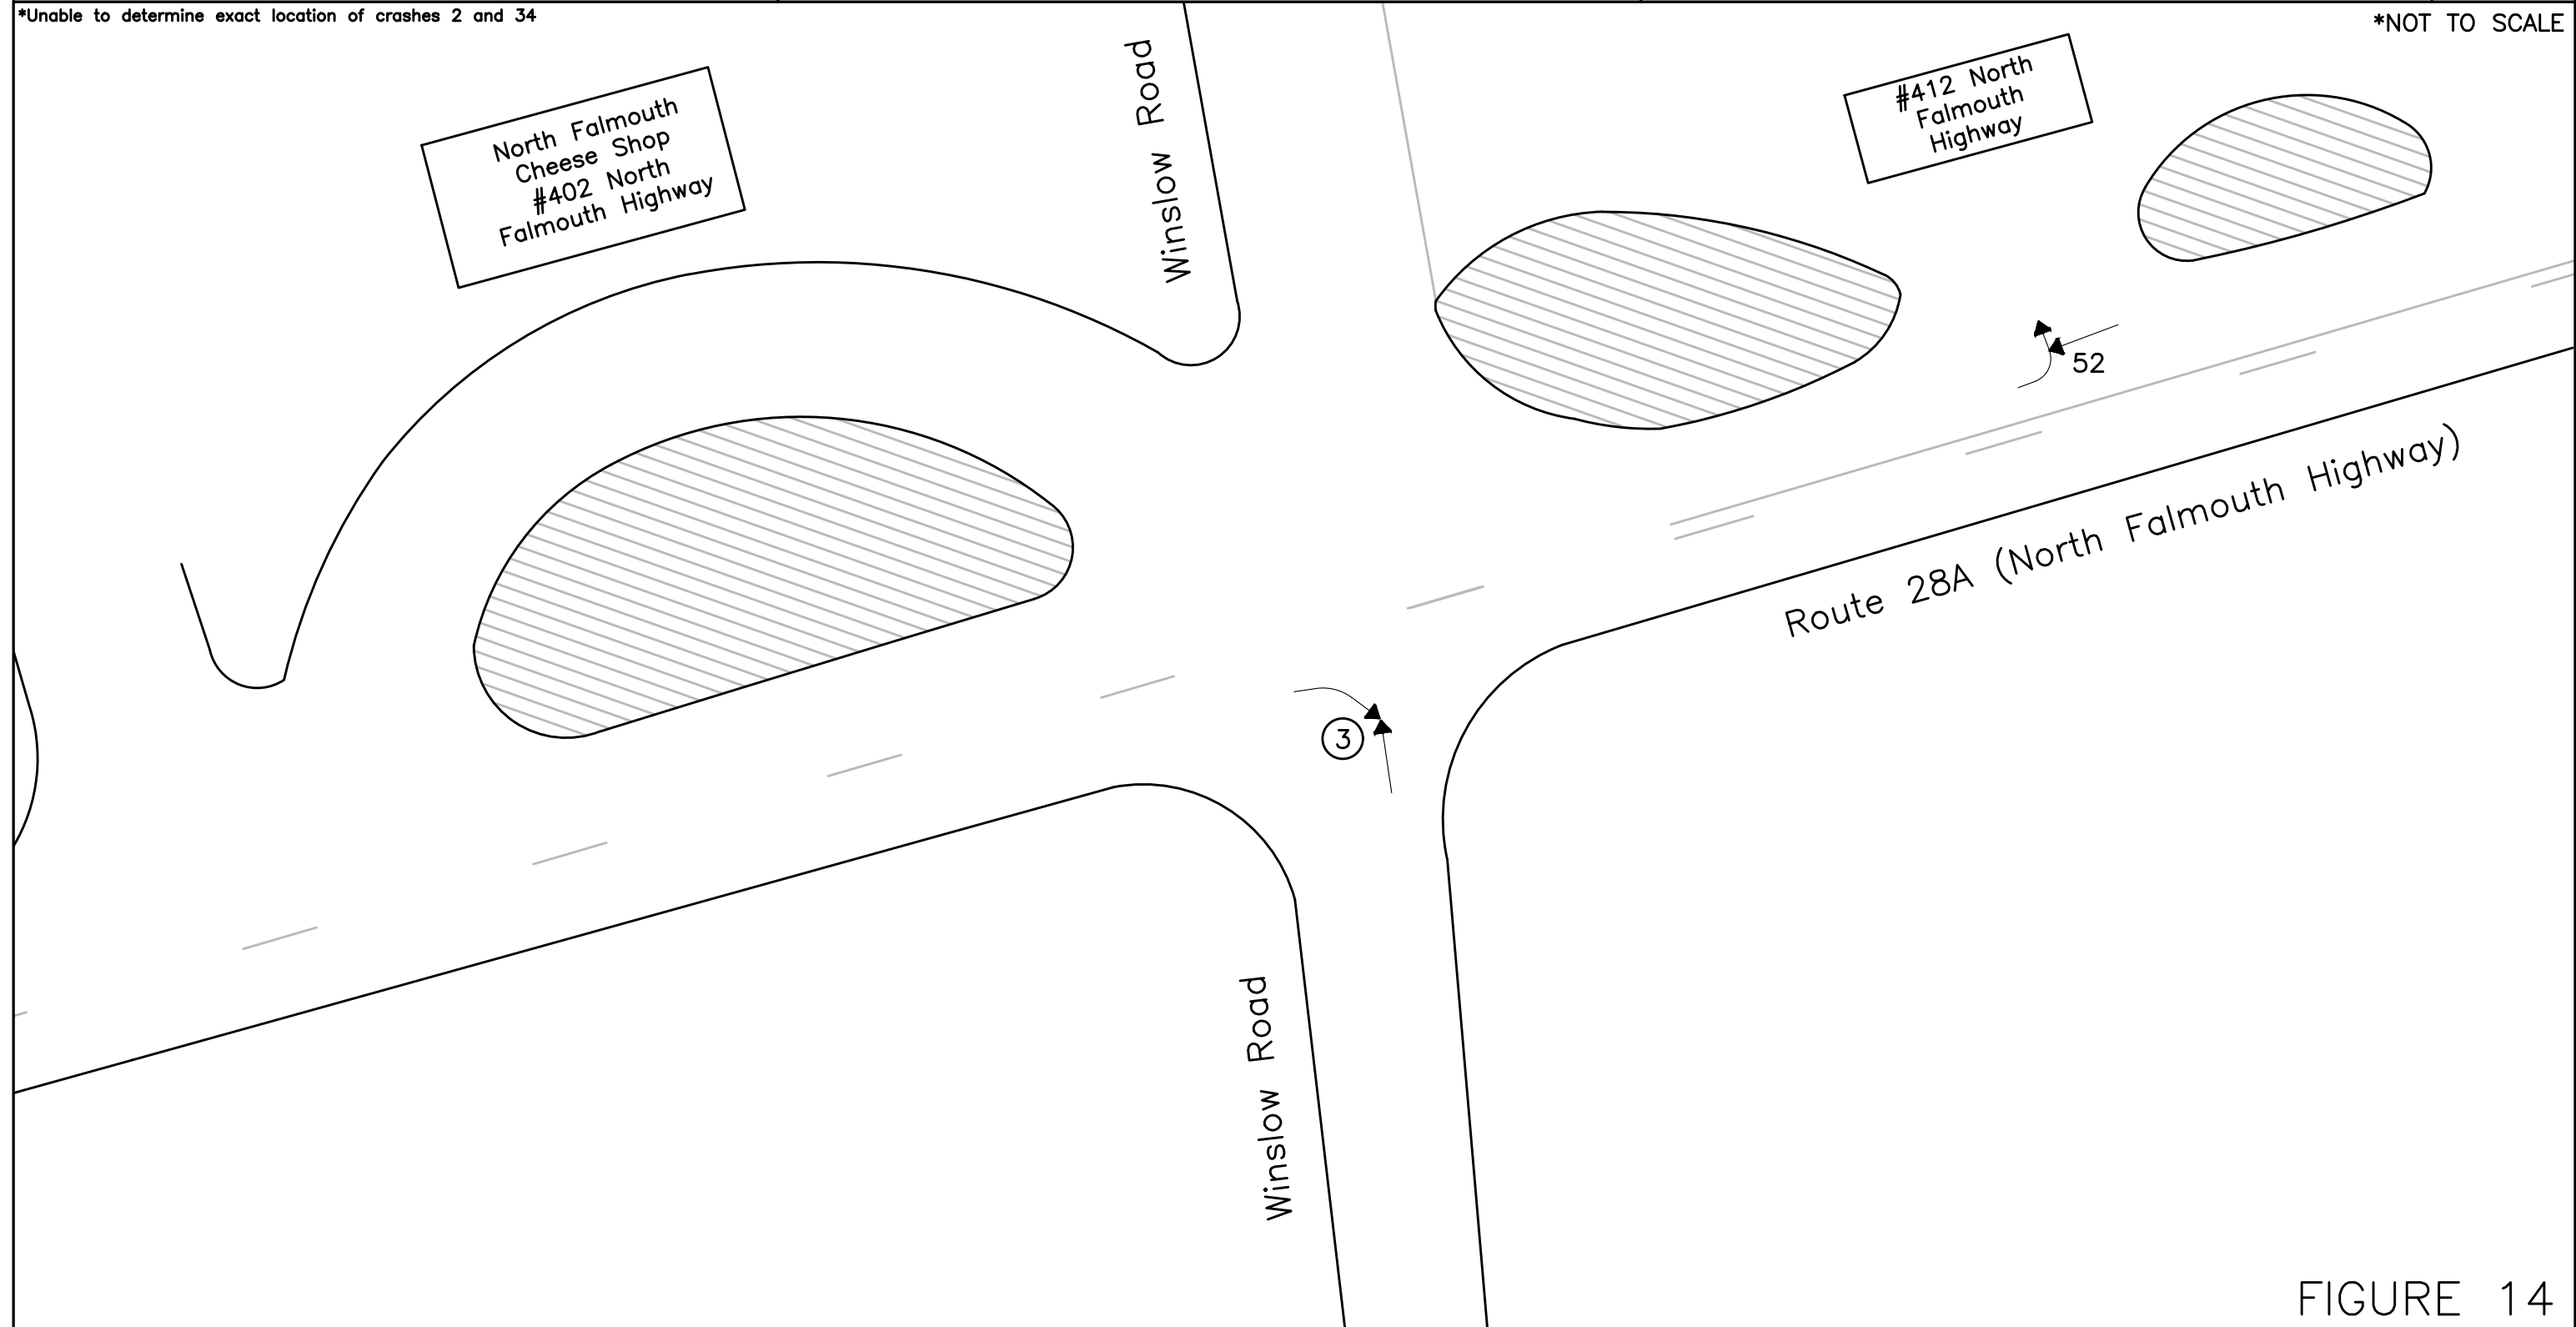 *Unable to determine exact location of crashes 2 and 34
*NOT TO SCALE
North Falmouth
Cheese Shop
#402 North
Falmouth Highway
Winslow Road
#412 North
Falmouth
Highway
52
Route 28A (North Falmouth Highway)
3
Winslow Road
FIGURE 14